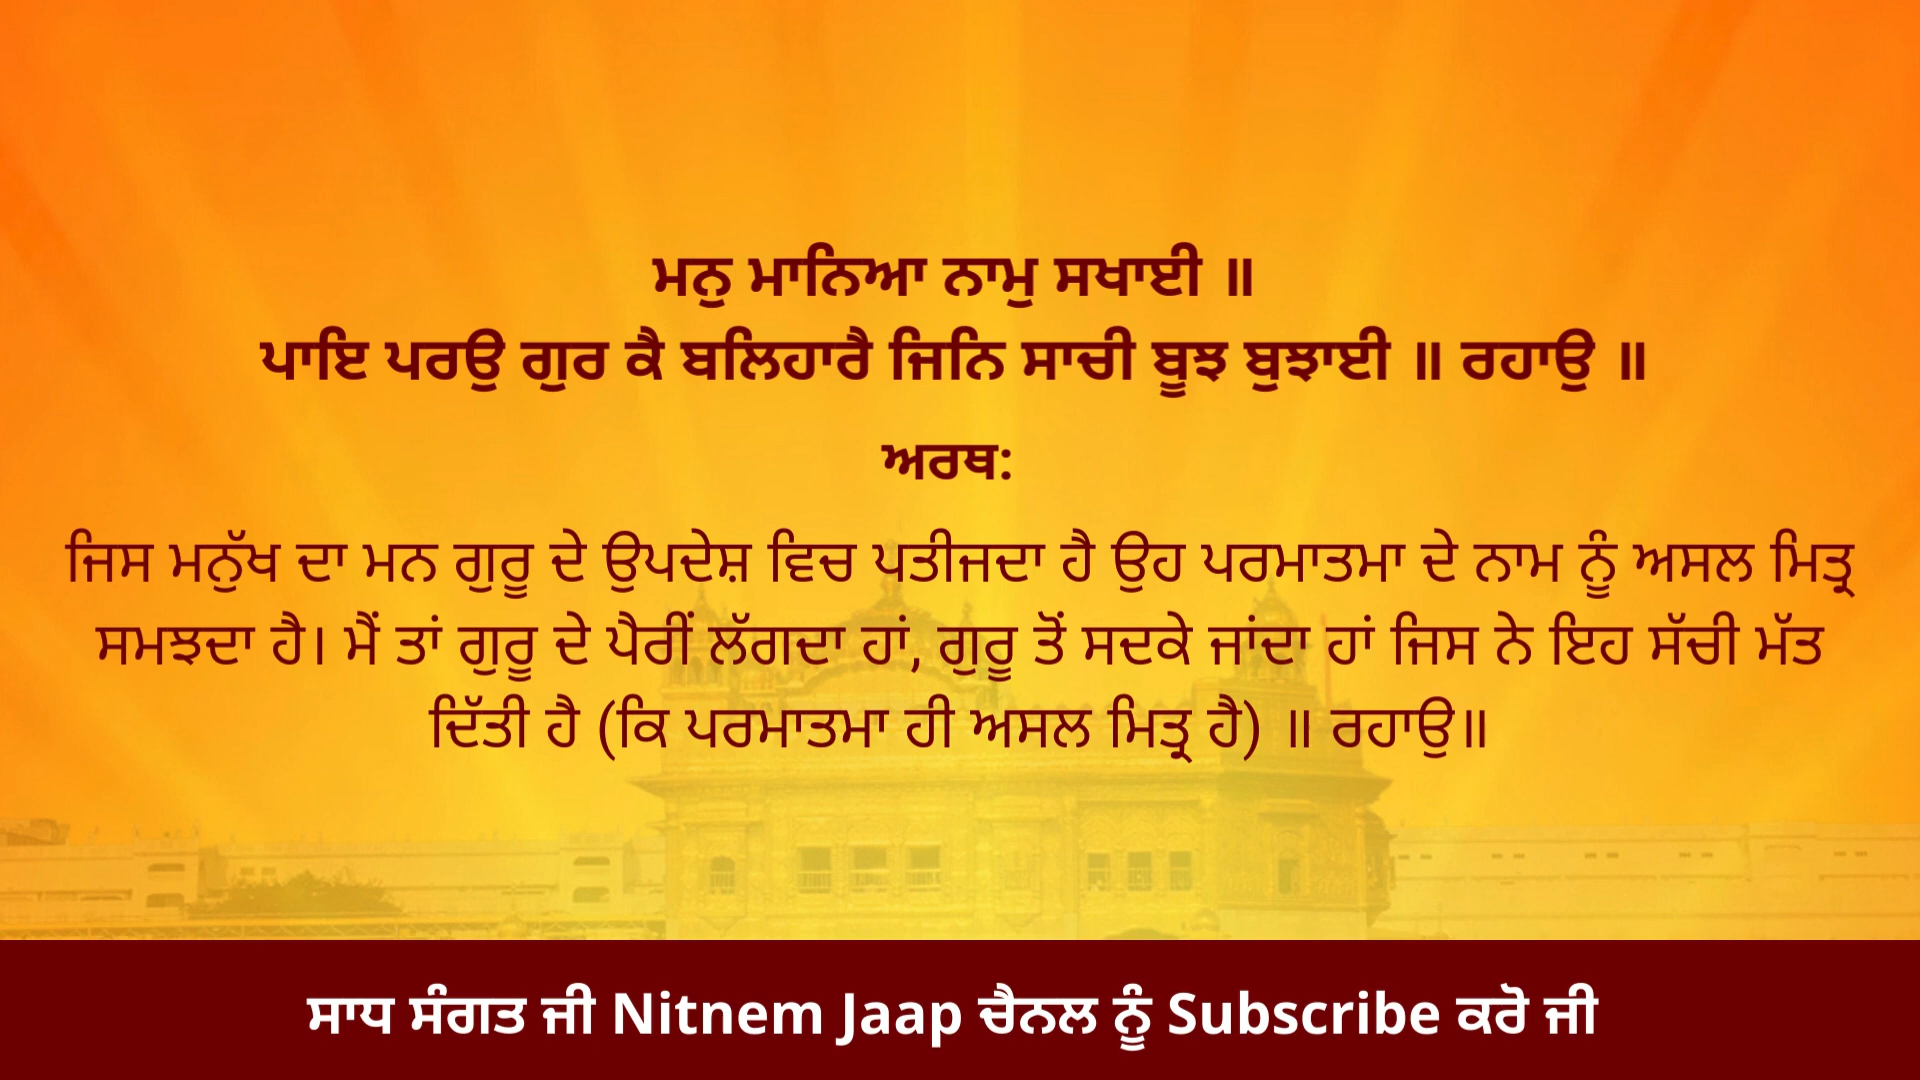 ਮਨੁ ਮਾਨਿਆ ਨਾਮੁ ਸਖਾਈ ॥
ਪਾਇ ਪਰਉ ਗੁਰ ਕੈ ਬਲਿਹਾਰੈ ਜਿਨਿ ਸਾਚੀ ਬੂਝ ਬੁਝਾਈ ॥ ਰਹਾਉ ॥
ਅਰਥ:
ਜਿਸ ਮਨੁੱਖ ਦਾ ਮਨ ਗੁਰੂ ਦੇ ਉਪਦੇਸ਼ ਵਿਚ ਪਤੀਜਦਾ ਹੈ ਉਹ ਪਰਮਾਤਮਾ ਦੇ ਨਾਮ ਨੂੰ ਅਸਲ ਮਿਤ੍ਰ
ਸਮਝਦਾ ਹੈ। ਮੈਂ ਤਾਂ ਗੁਰੂ ਦੇ ਪੈਰੀਂ ਲੱਗਦਾ ਹਾਂ, ਗੁਰੂ ਤੋਂ ਸਦਕੇ ਜਾਂਦਾ ਹਾਂ ਜਿਸ ਨੇ ਇਹ ਸੱਚੀ ਮੱਤ
ਦਿੱਤੀ ਹੈ (ਕਿ ਪਰਮਾਤਮਾ ਹੀ ਅਸਲ ਮਿਤ੍ਰ ਹੈ) ॥ ਰਹਾਉ॥
ਸਾਧ ਸੰਗਤ ਜੀ Nitnem Jaap ਚੈਨਲ ਨੂੰ Subscribe ਕਰੋ ਜੀ